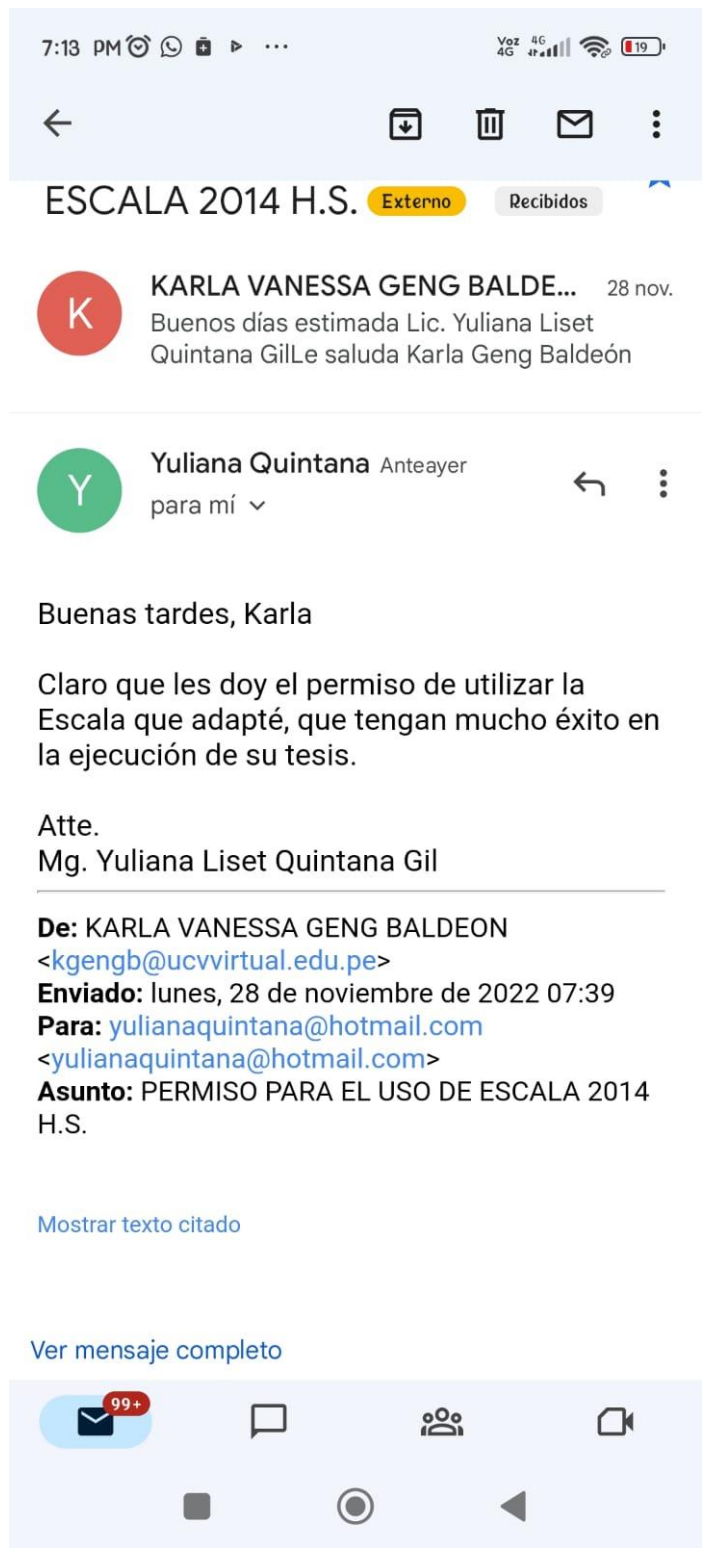 7:13 PM ... Voz 4G 4G 19
ESCALA 2014 H.S. Externo Recibidos
K
KARLA VANESSA GENG BALDE... 28 nov.
Buenos días estimada Lic. Yuliana Liset
Quintana GilLe saluda Karla Geng Baldeón
Y
Yuliana Quintana Anteayer
para mí
Buenas tardes, Karla
Claro que les doy el permiso de utilizar la
Escala que adapté, que tengan mucho éxito en
la ejecución de su tesis.
Atte.
Mg. Yuliana Liset Quintana Gil
De: KARLA VANESSA GENG BALDEON
<kgengb@ucvvirtual.edu.pe>
Enviado: lunes, 28 de noviembre de 2022 07:39
Para: yulianaquintana@hotmail.com
<yulianaquintana@hotmail.com>
Asunto: PERMISO PARA EL USO DE ESCALA 2014
H.S.
Mostrar texto citado
Ver mensaje completo
99+